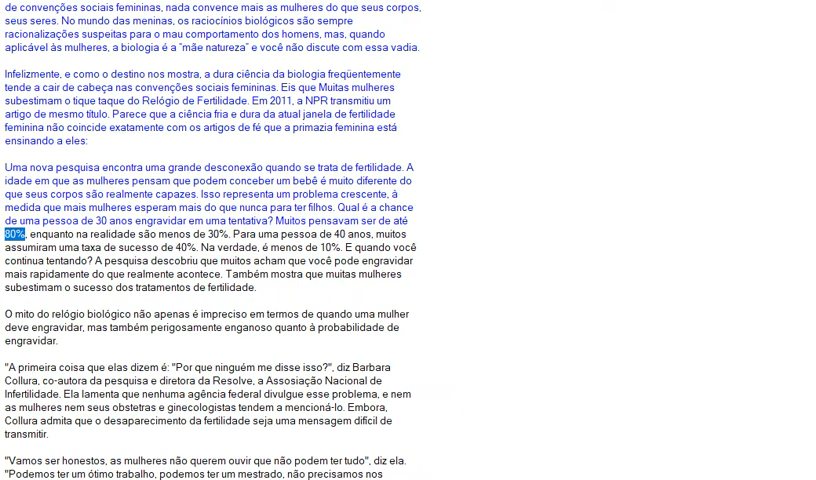 de convenções sociais femininas, nada convence mais as mulheres do que seus corpos,
seus seres. No mundo das meninas, os raciocínios biológicos são sempre
racionalizações suspeitas para o mau comportamento dos homens, mas, quando
aplicável às mulheres, a biologia é a "mãe natureza" e você não discute com essa vadia.
Infelizmente, e como o destino nos mostra, a dura ciência da biologia freqüentemente
tende a cair de cabeça nas convenções sociais femininas. Eis que Muitas mulheres
subestimam o tique taque do Relógio de Fertilidade. Em 2011, a NPR transmitiu um
artigo de mesmo título. Parece que a ciência fria e dura da atual janela de fertilidade
feminina não coincide exatamente com os artigos de fé que a primazia feminina está
ensinando a eles:
Uma nova pesquisa encontra uma grande desconexão quando se trata de fertilidade. A
idade em que as mulheres pensam que podem conceber um bebê é muito diferente do
que seus corpos são realmente capazes. Isso representa um problema crescente, à
medida que mais mulheres esperam mais do que nunca para ter filhos. Qual é a chance
de uma pessoa de 30 anos engravidar em uma tentativa? Muitos pensavam ser de até
80%, enquanto na realidade são menos de 30%. Para uma pessoa de 40 anos, muitos
assumiram uma taxa de sucesso de 40%. Na verdade, é menos de 10%. E quando você
continua tentando? A pesquisa descobriu que muitos acham que você pode engravidar
mais rapidamente do que realmente acontece. Também mostra que muitas mulheres
subestimam o sucesso dos tratamentos de fertilidade.
O mito do relógio biológico não apenas é impreciso em termos de quando uma mulher
deve engravidar, mas também perigosamente enganoso quanto à probabilidade de
engravidar.
"A primeira coisa que elas dizem é: "Por que ninguém me disse isso?", diz Barbara
Collura, co-autora da pesquisa e diretora da Resolve, a Assosiação Nacional de
Infertilidade. Ela lamenta que nenhuma agência federal divulgue esse problema, e nem
as mulheres nem seus obstetras e ginecologistas tendem a mencioná-lo. Embora,
Collura admita que o desaparecimento da fertilidade seja uma mensagem difícil de
transmitir.
"Vamos ser honestos, as mulheres não querem ouvir que não podem ter tudo", diz ela.
"Podemos ter um ótimo trabalho, podemos ter um mestrado, não precisamos nos